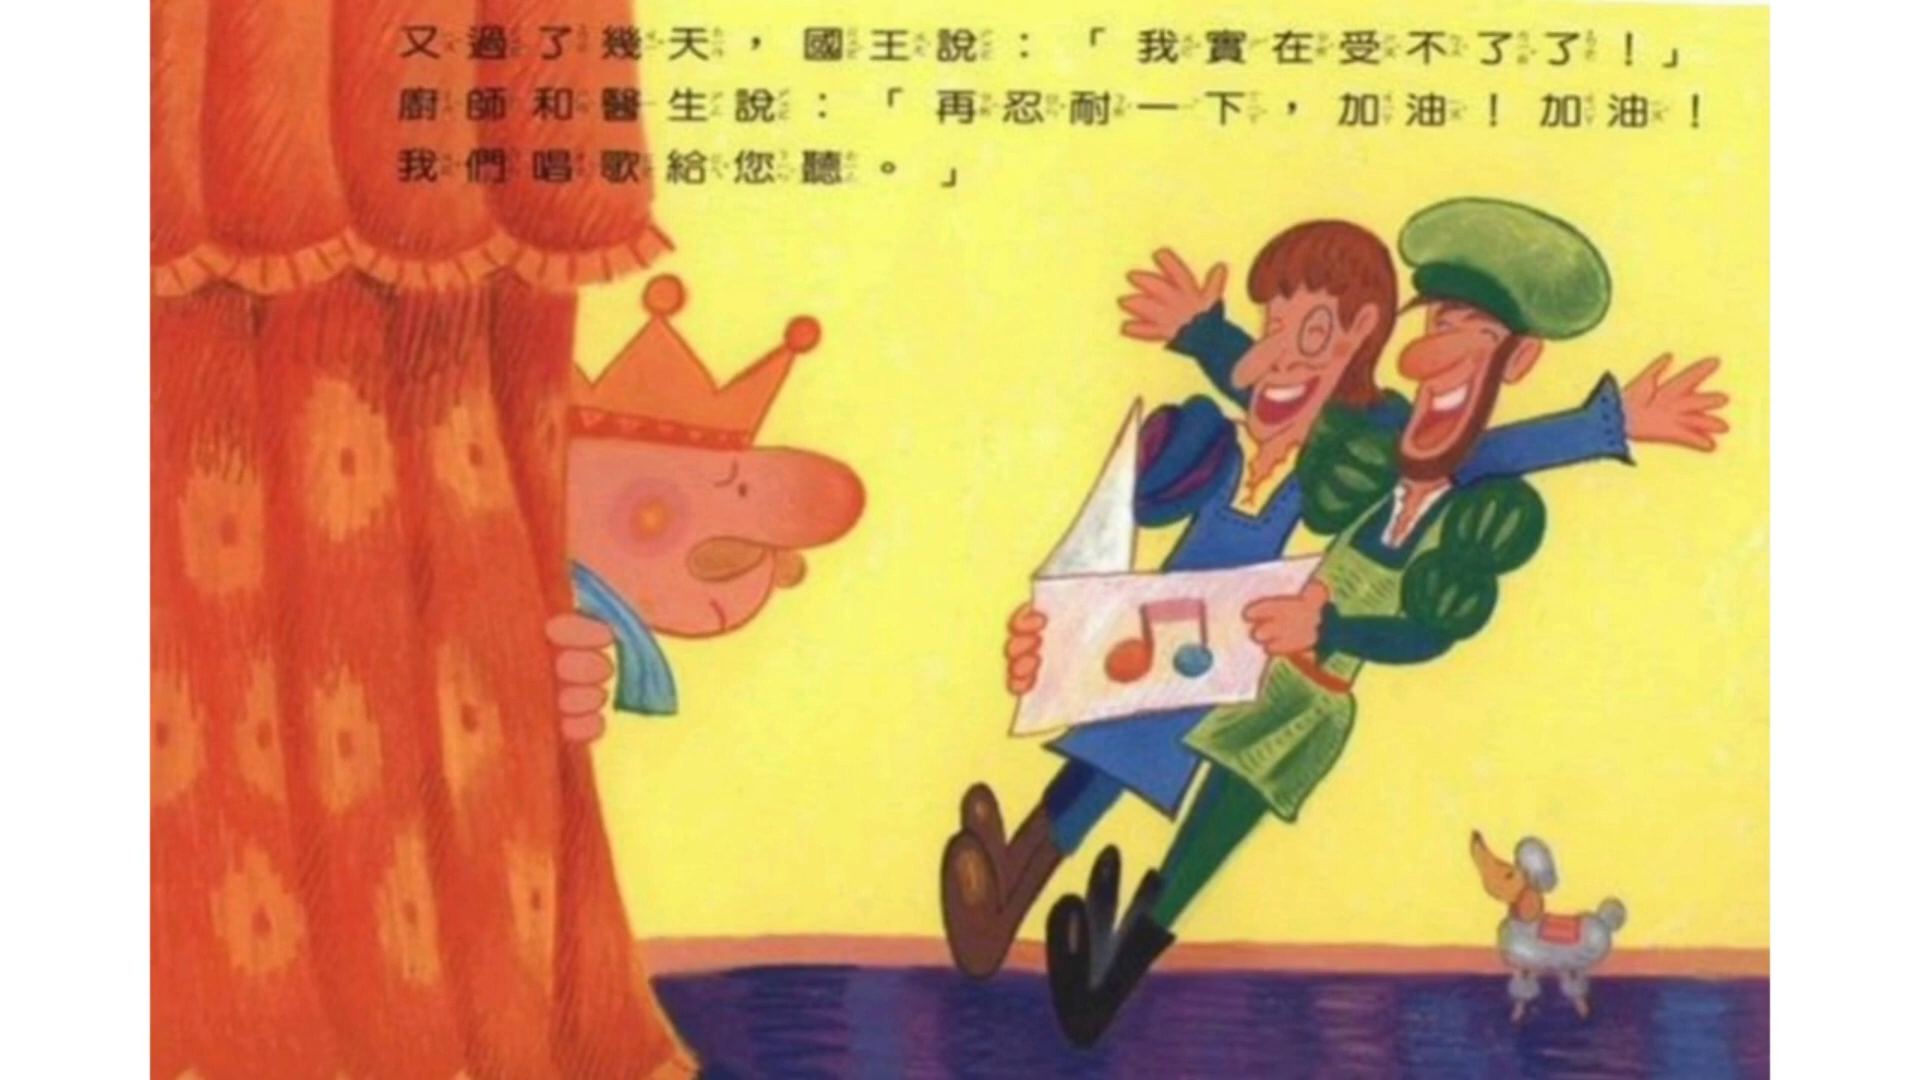 又過了幾天，國王說：「我實在受不了了！」
廚師和醫生說：「再忍耐一下，加油！加油！
我們唱歌給您聽。」